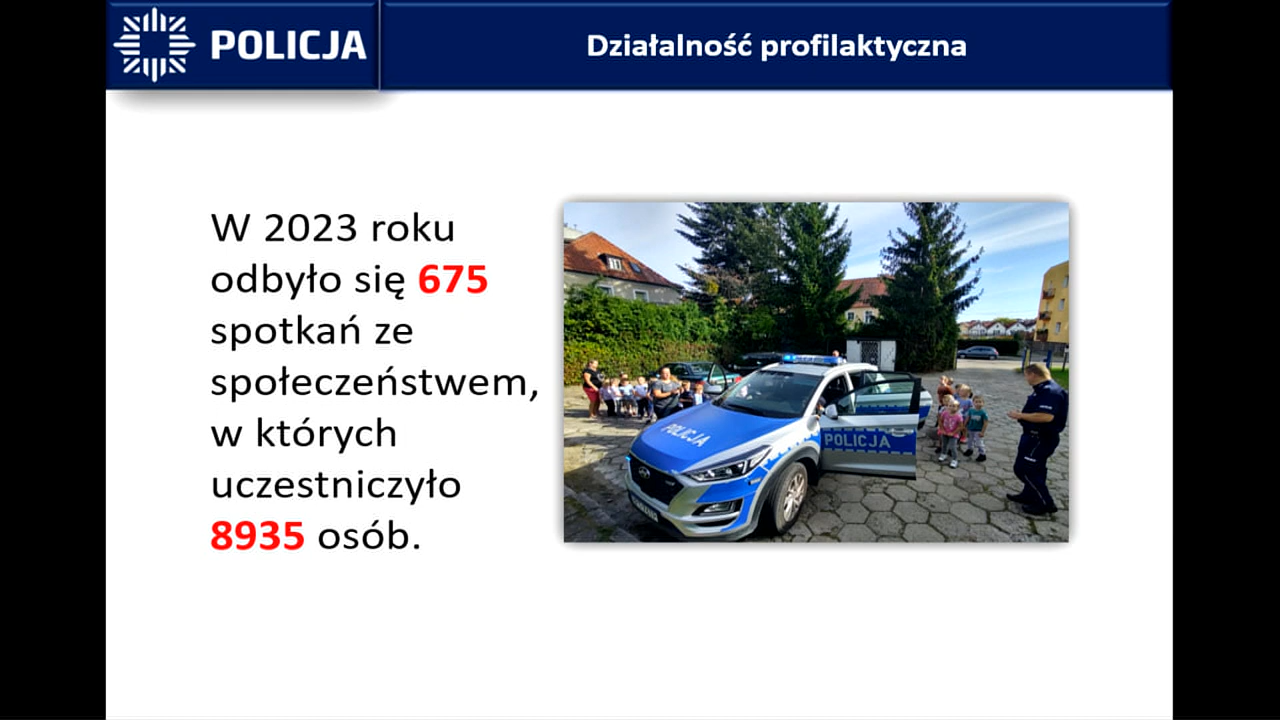 POLICJA
Działalność profilaktyczna
W 2023 roku
odbyło się 675
spotkań ze
społeczeństwem,
w których
uczestniczyło
8935 osób.
POLICJA
POLICJA